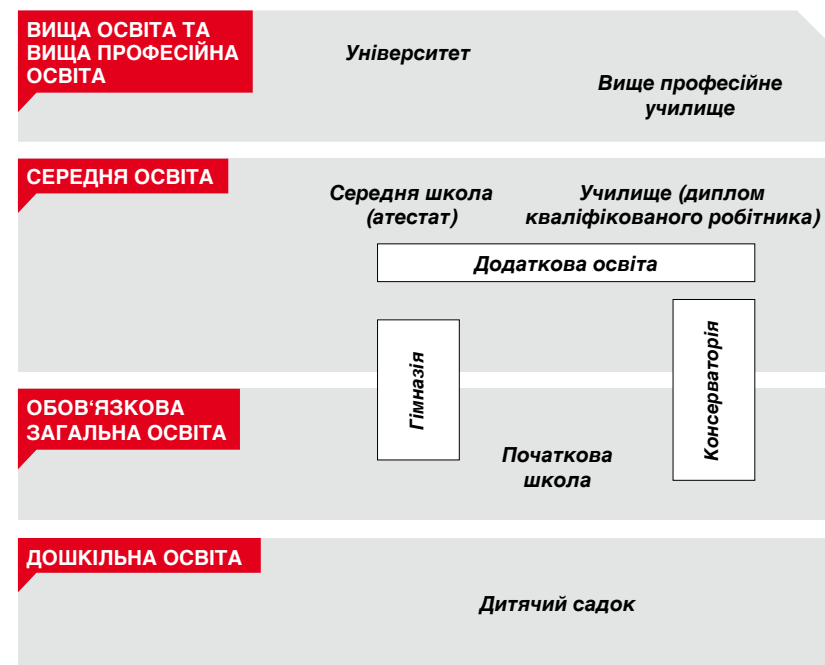 ВИЩА ОСВІТА ТА
ВИЩА ПРОФЕСІЙНА
ОСВІТА
Університет
Вище професійне
училище
СЕРЕДНЯ ОСВІТА
Середня школа
(атестат)
Училище (диплом
кваліфікованого робітника)
Додаткова освіта
Гімназія
Консерваторія
ОБОВ‘ЯЗКОВА
ЗАГАЛЬНА ОСВІТА
Початкова
школа
ДОШКІЛЬНА ОСВІТА
Дитячий садок